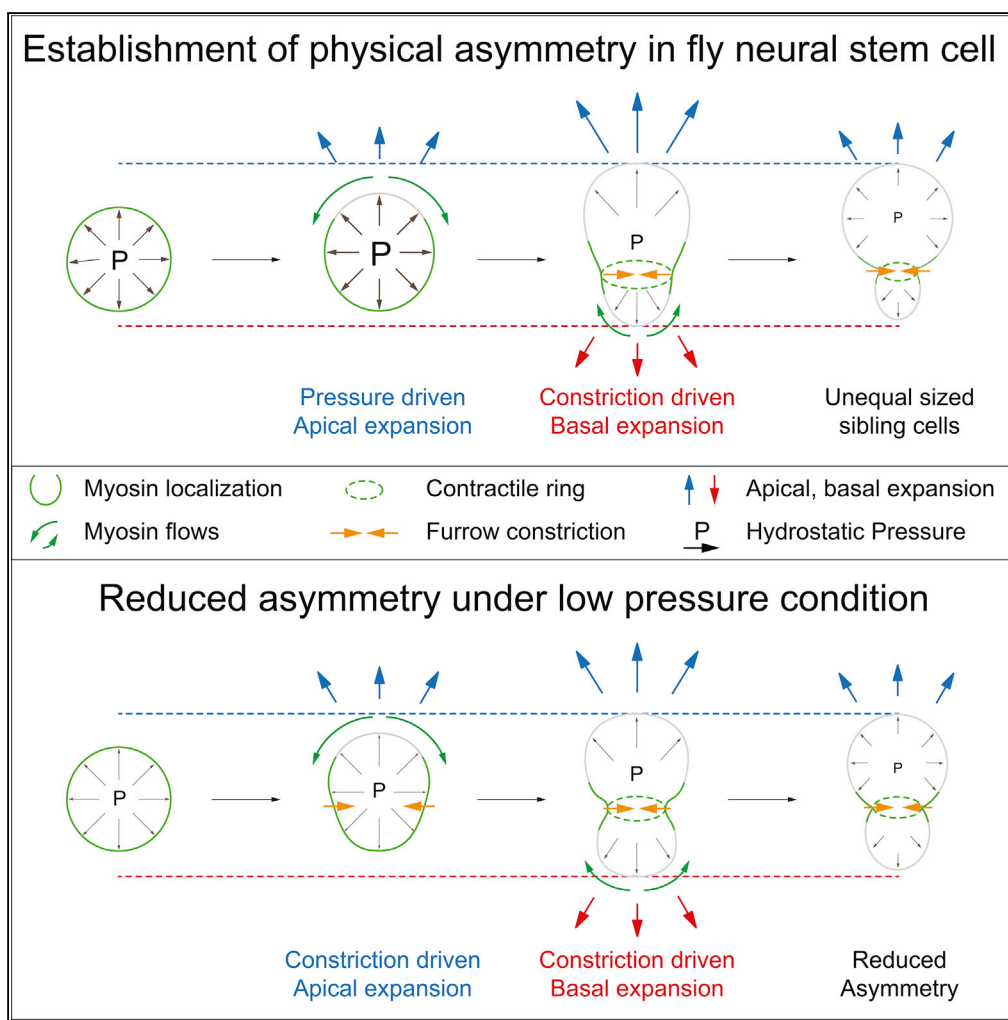 Establishment of physical asymmetry in fly neural stem cell
P
P
P
P
Pressure driven
Apical expansion
Constriction driven
Basal expansion
Unequal sized
sibling cells
Myosin localization
Contractile ring
Apical, basal expansion
Myosin flows
Furrow constriction
P
Hydrostatic Pressure
Reduced asymmetry under low pressure condition
P
P
P
P
Constriction driven
Apical expansion
Constriction driven
Basal expansion
Reduced
Asymmetry